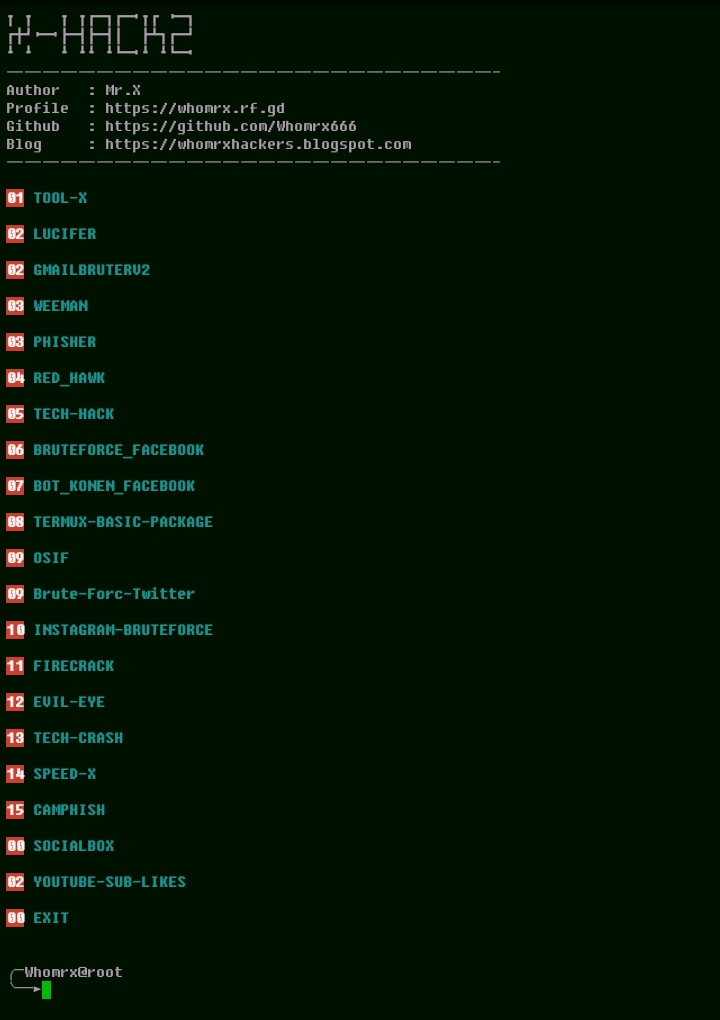 X-HACK
Author : Mr.X
Profile : https://whomrx.rf.gd
Github : https://github.com/Whomrx666
Blog : https://whomrxhackers.blogspot.com
01 TOOL-X
02 LUCIFER
02 GMAILBRUTERV2
03 WEEMAN
03 PHISHER
04 RED_HAWK
05 TECH-HACK
06 BRUTEFORCE_FACEBOOK
07 BOT_KONEN_FACEBOOK
08 TERMUX-BASIC-PACKAGE
09 OSIF
09 Brute-Forc-Twitter
10 INSTAGRAM-BRUTEFORCE
11 FIRECRACK
12 EVIL-EYE
13 TECH-CRASH
14 SPEED-X
15 CAMPHISH
00 SOCIALBOX
02 YOUTUBE-SUB-LIKES
00 EXIT
Whomrx@root